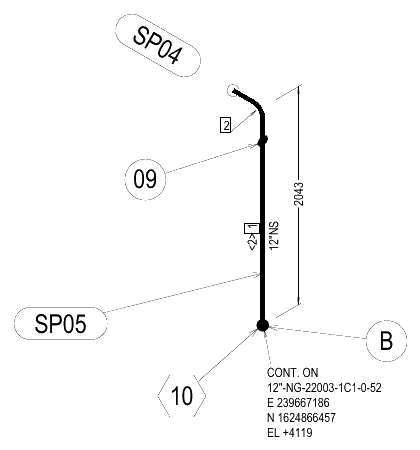 SP04
2
09
2043
<2> 1
12"NS
SP05
B
10
CONT. ON
12"-NG-22003-1C1-0-52
E 239667186
N 1624866457
EL +4119